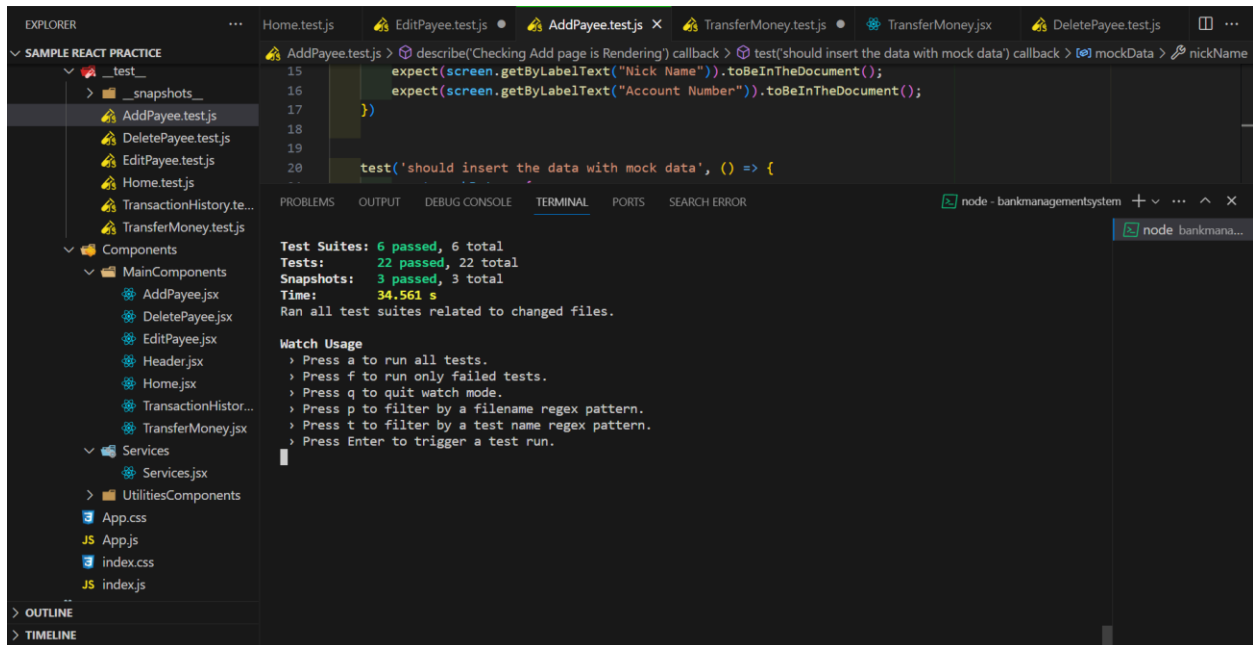 EXPLORER ···
SAMPLE REACT PRACTICE
__test__
__snapshots__
AddPayee.test.js
DeletePayee.test.js
EditPayee.test.js
Home.test.js
TransactionHistory.te...
TransferMoney.test.js
Components
MainComponents
AddPayee.jsx
DeletePayee.jsx
EditPayee.jsx
Header.jsx
Home.jsx
TransactionHistor...
TransferMoney.jsx
Services
Services.jsx
UtilitiesComponents
App.css
JS App.js
index.css
JS index.js
OUTLINE
TIMELINE
Home.test.js EditPayee.test.js AddPayee.test.js TransferMoney.test.js TransferMoney.jsx DeletePayee.test.js ···
AddPayee.test.js > describe('Checking Add page is Rendering') callback > test('should insert the data with mock data') callback > mockData > nickName
15 expect(screen.getByLabelText("Nick Name")).toBeInTheDocument();
16 expect(screen.getByLabelText("Account Number")).toBeInTheDocument();
17 })
18
19
20 test('should insert the data with mock data', () => {
PROBLEMS OUTPUT DEBUG CONSOLE TERMINAL PORTS SEARCH ERROR node - bankmanagementsystem
node bankmana...
Test Suites: 6 passed, 6 total
Tests: 22 passed, 22 total
Snapshots: 3 passed, 3 total
Time: 34.561 s
Ran all test suites related to changed files.
Watch Usage
› Press a to run all tests.
› Press f to run only failed tests.
› Press q to quit watch mode.
› Press p to filter by a filename regex pattern.
› Press t to filter by a test name regex pattern.
› Press Enter to trigger a test run.